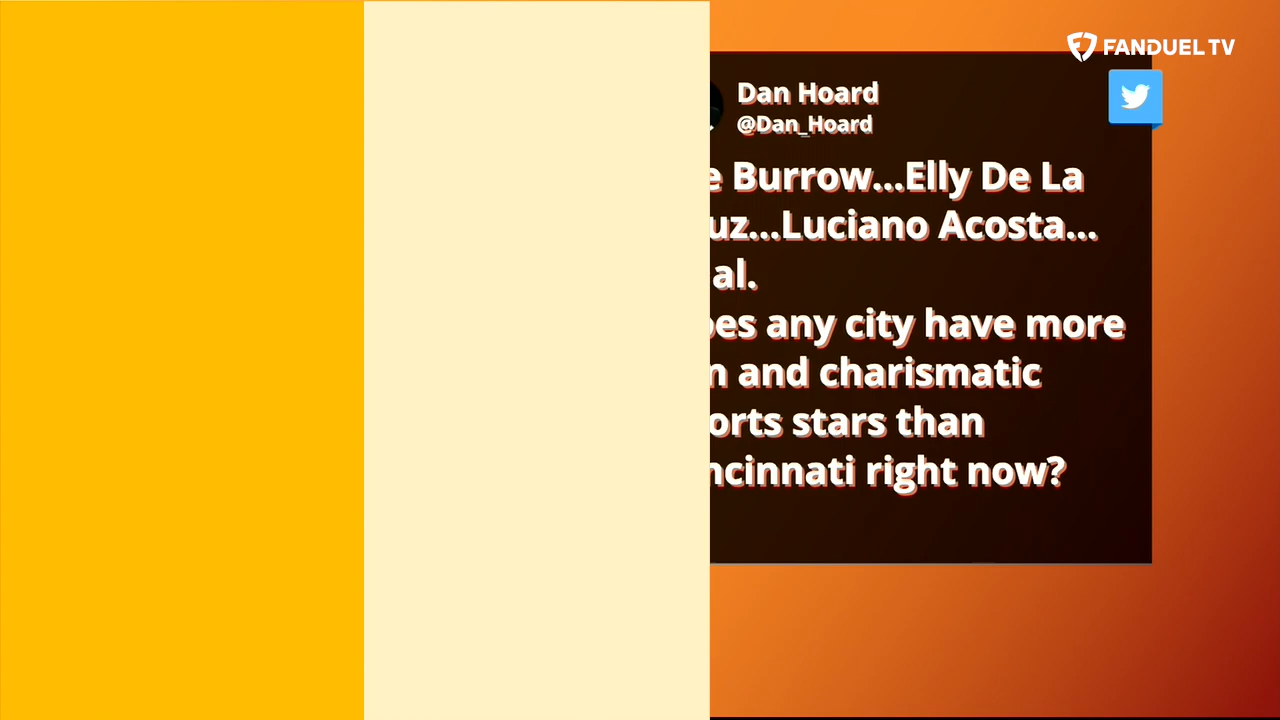 FANDUEL TV
Dan Hoard
@Dan_Hoard
e Burrow...Elly De La
uz...Luciano Acosta...
al.
es any city have more
n and charismatic
orts stars than
ncinnati right now?